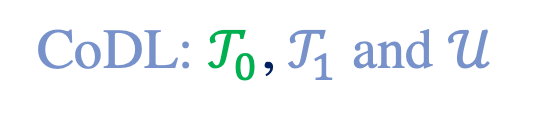 CoDL: 𝒯₀, 𝒯₁ and 𝒰